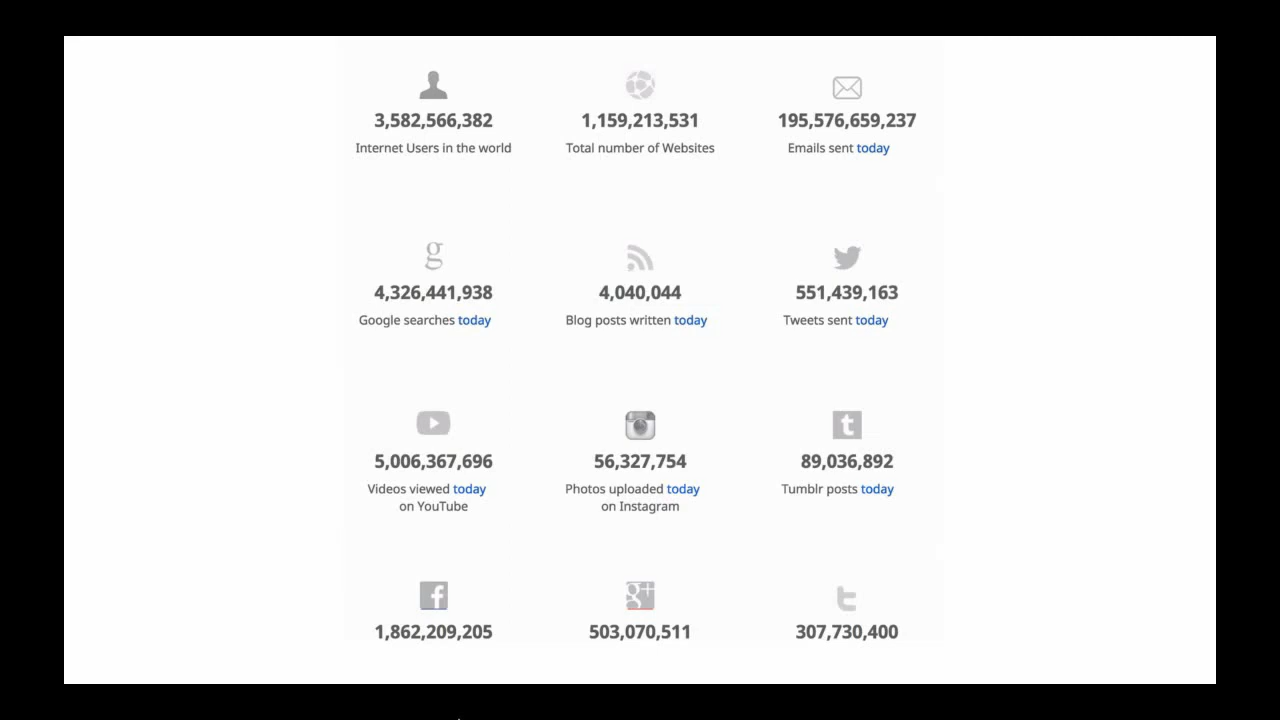 3,582,566,382
Internet Users in the world
1,159,213,531
Total number of Websites
195,576,659,237
Emails sent today
g
4,326,441,938
Google searches today
4,040,044
Blog posts written today
551,439,163
Tweets sent today
5,006,367,696
Videos viewed today
on YouTube
56,327,754
Photos uploaded today
on Instagram
t
89,036,892
Tumblr posts today
f
1,862,209,205
g+
503,070,511
t
307,730,400